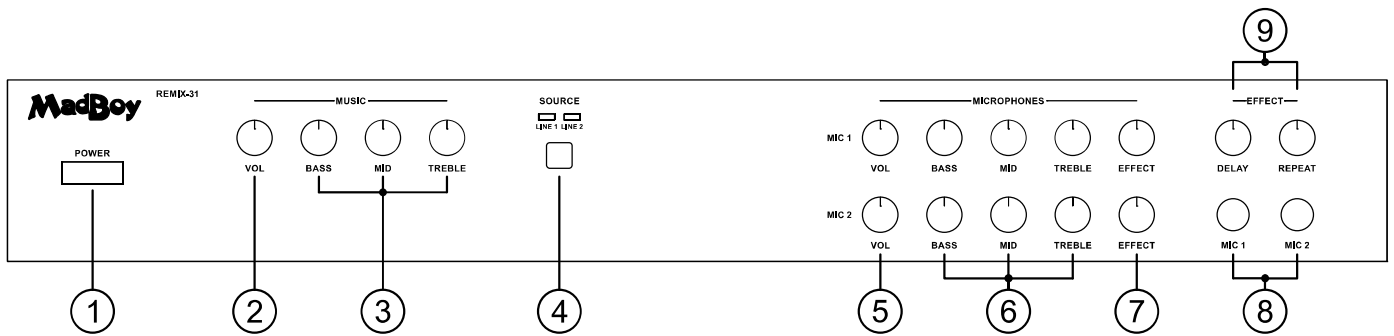 9
MadBoy
REMIX-31
MUSIC
SOURCE
MICROPHONES
EFFECT
LINE 1 LINE 2
MIC 1
POWER
VOL BASS MID TREBLE
VOL BASS MID TREBLE EFFECT
DELAY REPEAT
MIC 2
VOL BASS MID TREBLE EFFECT
MIC 1 MIC 2
1 2 3 4 5 6 7 8